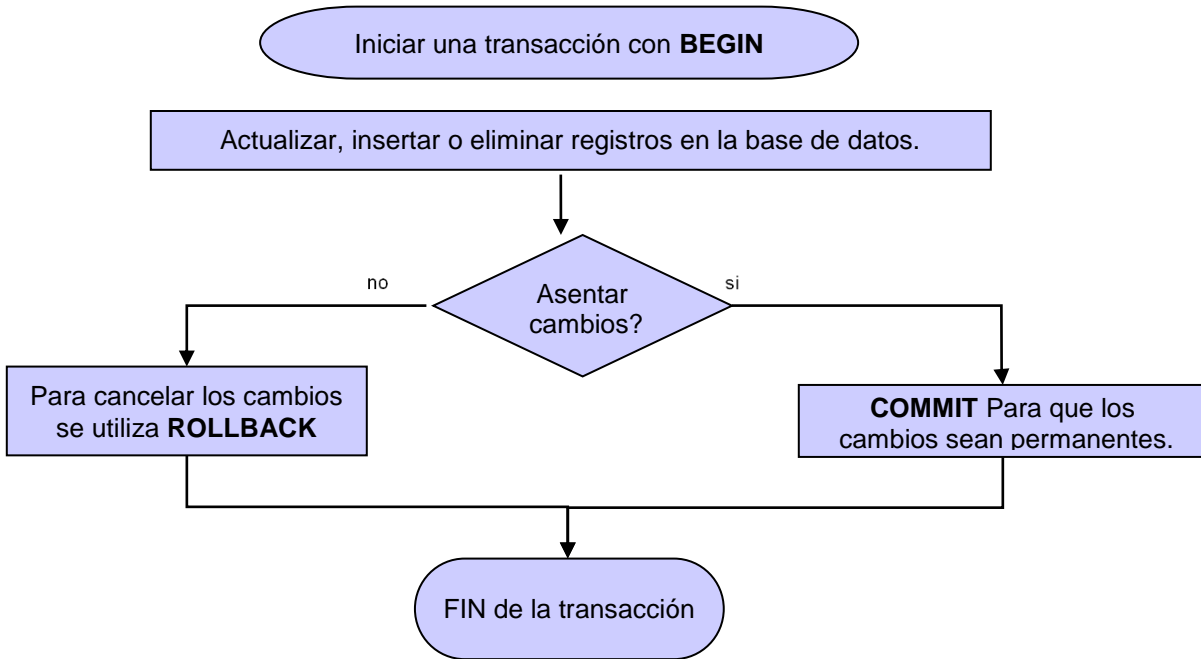 Iniciar una transacción con BEGIN
Actualizar, insertar o eliminar registros en la base de datos.
no
si
Asentar
cambios?
Para cancelar los cambios
se utiliza ROLLBACK
COMMIT Para que los
cambios sean permanentes.
FIN de la transacción